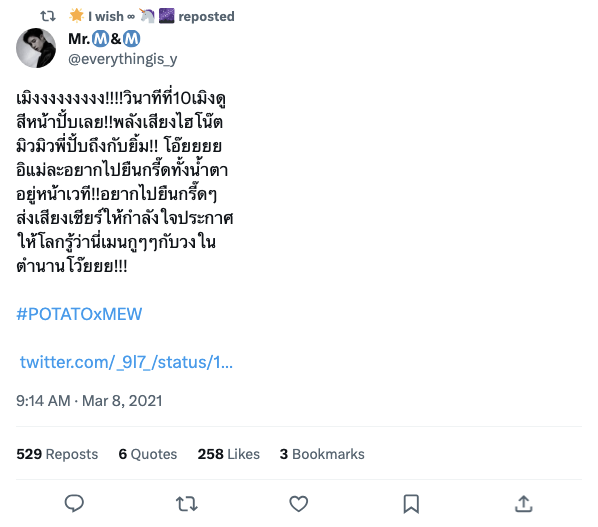 I wish ∞ 🦄 🌌 reposted
Mr.Ⓜ️&Ⓜ️
@everythingis_y
เมิงงงงงงงงง!!!!วินาทีที่10เมิงดู
สีหน้าปั้บเลย!!พลังเสียงไฮโน๊ต
มิวมิวพี่ปั้บถึงกับยิ้ม!! โอ๊ยยยย
อิแม่ละอยากไปยืนกรี๊ดทั้งน้ำตา
อยู่หน้าเวที!!อยากไปยืนกรี๊ดๆ
ส่งเสียงเชียร์ให้กำลังใจประกาศ
ให้โลกรู้ว่านี่เมนกูๆๆกับวงใน
ตำนานโว๊ยยย!!!
#POTATOxMEW
twitter.com/_9l7_/status/1...
9:14 AM · Mar 8, 2021
529 Reposts 6 Quotes 258 Likes 3 Bookmarks